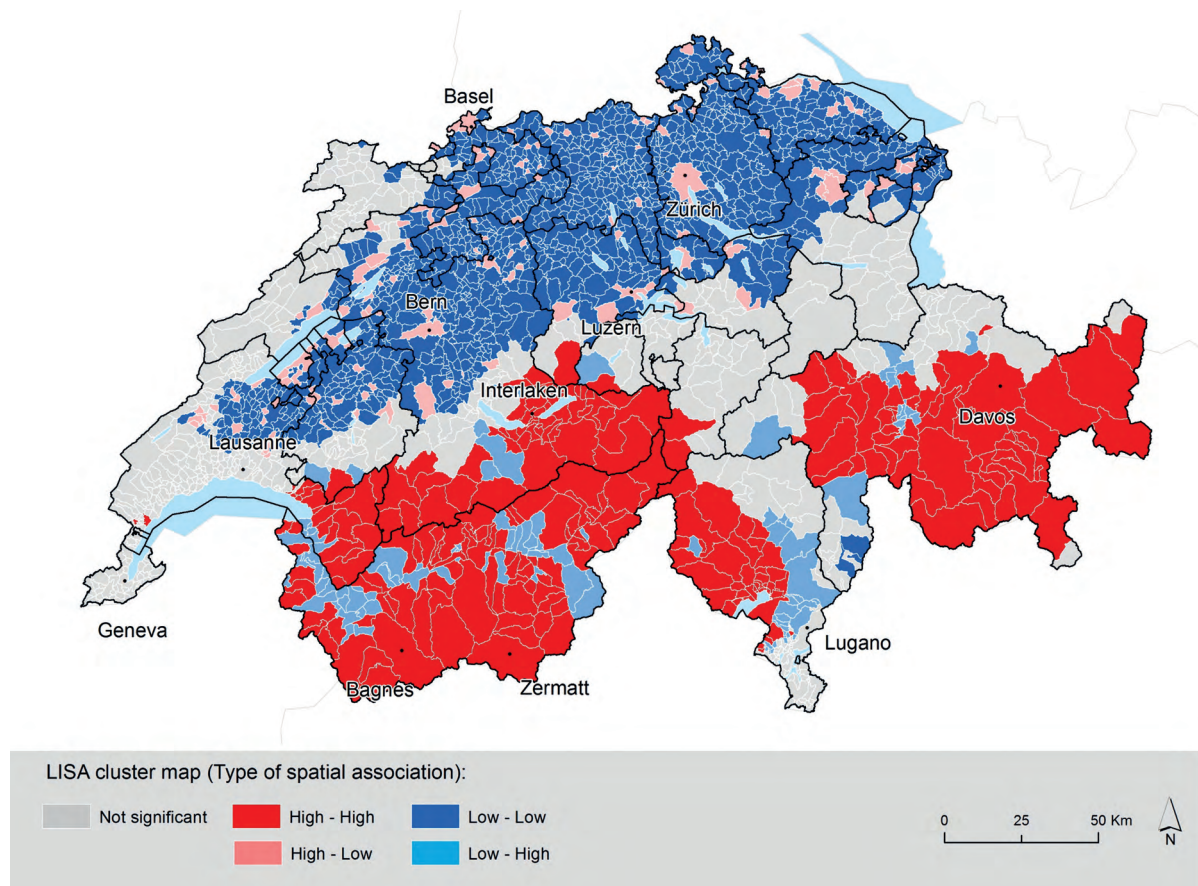 Basel
Zürich
Bern
Luzern
Interlaken
Davos
Lausanne
Geneva
Lugano
Bagnes
Zermatt
LISA cluster map (Type of spatial association):
Not significant
High - High
Low - Low
High - Low
Low - High
0 25 50 Km
N